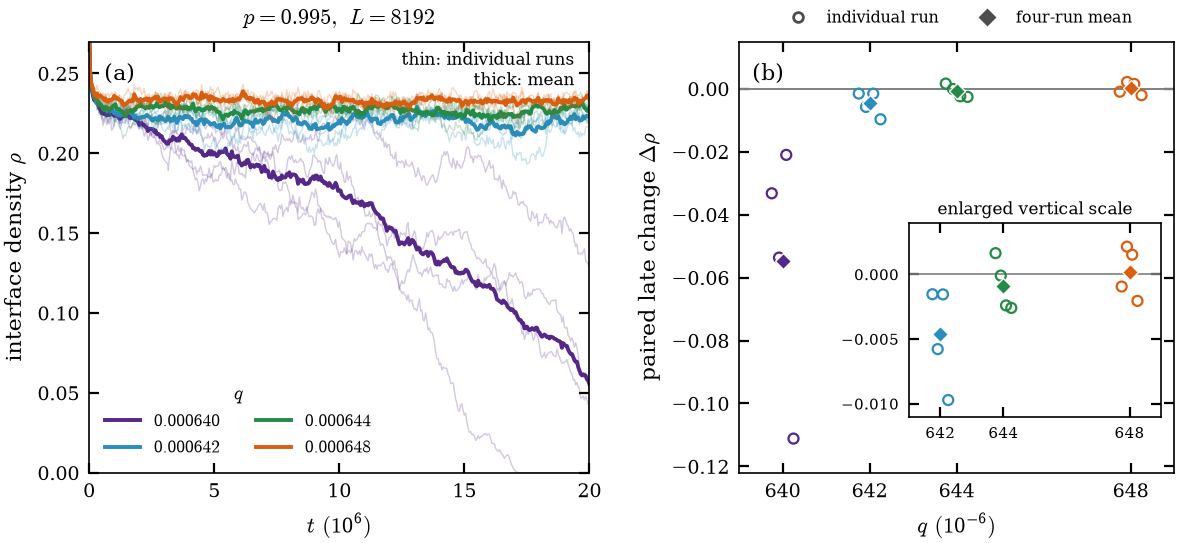 p = 0.995, L = 8192
thin: individual runs
thick: mean
(a)
interface density ρ
0.25
0.20
0.15
0.10
0.05
0.00
q
0.000640
0.000644
0.000642
0.000648
0
5
10
15
20
t (10⁶)
individual run
four-run mean
(b)
paired late change Δρ
0.00
−0.02
−0.04
−0.06
−0.08
−0.10
−0.12
enlarged vertical scale
0.000
−0.005
−0.010
642
644
648
640
642
644
648
q (10⁻⁶)